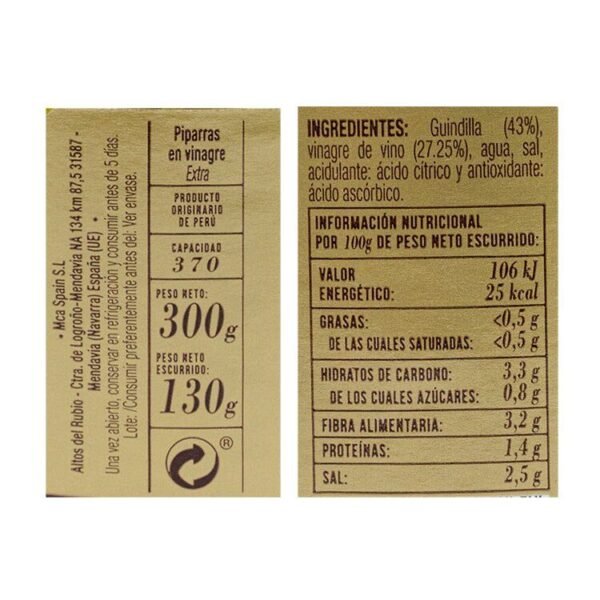 * Mca Spain S.L
Altos del Rubio - Ctra. de Logroño-Mendavia NA 134 km 87,5 31587 -
Mendavia (Navarra) España (UE) *
Una vez abierto, conservar en refrigeración y consumir antes de 5 días.
Lote: /Consumir preferentemente antes del: Ver envase.
Piparras
en vinagre
Extra
PRODUCTO
ORIGINARIO
DE PERÚ
CAPACIDAD
370
PESO NETO:
300g
PESO NETO
ESCURRIDO:
130g
®
INGREDIENTES: Guindilla (43%),
vinagre de vino (27.25%), agua, sal,
acidulante: ácido cítrico y antioxidante:
ácido ascórbico.
INFORMACIÓN NUTRICIONAL
POR 100g DE PESO NETO ESCURRIDO:
VALOR 106 kJ
ENERGÉTICO: 25 kcal
GRASAS: <0,5 g
DE LAS CUALES SATURADAS: <0,5 g
HIDRATOS DE CARBONO: 3,3 g
DE LOS CUALES AZÚCARES: 0,8 g
FIBRA ALIMENTARIA: 3,2 g
PROTEÍNAS: 1,4 g
SAL: 2,5 g